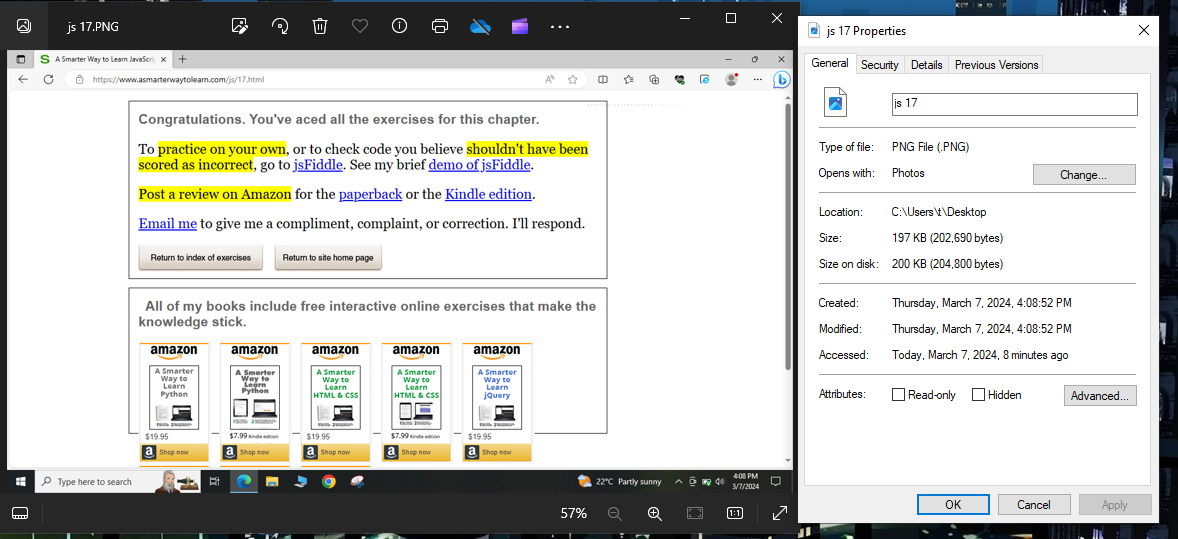 js 17.PNG
A Smarter Way to Learn JavaScri
https://www.asmarterwaytolearn.com/js/17.html
Congratulations. You've aced all the exercises for this chapter.
To practice on your own, or to check code you believe shouldn't have been
scored as incorrect, go to jsFiddle. See my brief demo of jsFiddle.
Post a review on Amazon for the paperback or the Kindle edition.
Email me to give me a compliment, complaint, or correction. I'll respond.
Return to index of exercises
Return to site home page
All of my books include free interactive online exercises that make the
knowledge stick.
amazon
A Smarter
Way to
Learn
Python
$19.95
a Shop now
amazon
A Smarter
Way to
Learn
Python
$7.99 Kindle edition
a Shop now
amazon
A Smarter
Way to
Learn
HTML & CSS
$19.95
a Shop now
amazon
A Smarter
Way to
Learn
HTML & CSS
$7.99 Kindle edition
a Shop now
amazon
A Smarter
Way to
Learn
jQuery
$19.95
a Shop now
Type here to search
22°C Partly sunny
4:08 PM
3/7/2024
57%
1:1
js 17 Properties
General
Security
Details
Previous Versions
js 17
Type of file: PNG File (.PNG)
Opens with: Photos
Change...
Location: C:\Users\t\Desktop
Size: 197 KB (202,690 bytes)
Size on disk: 200 KB (204,800 bytes)
Created: Thursday, March 7, 2024, 4:08:52 PM
Modified: Thursday, March 7, 2024, 4:08:52 PM
Accessed: Today, March 7, 2024, 8 minutes ago
Attributes: Read-only Hidden
Advanced...
OK
Cancel
Apply